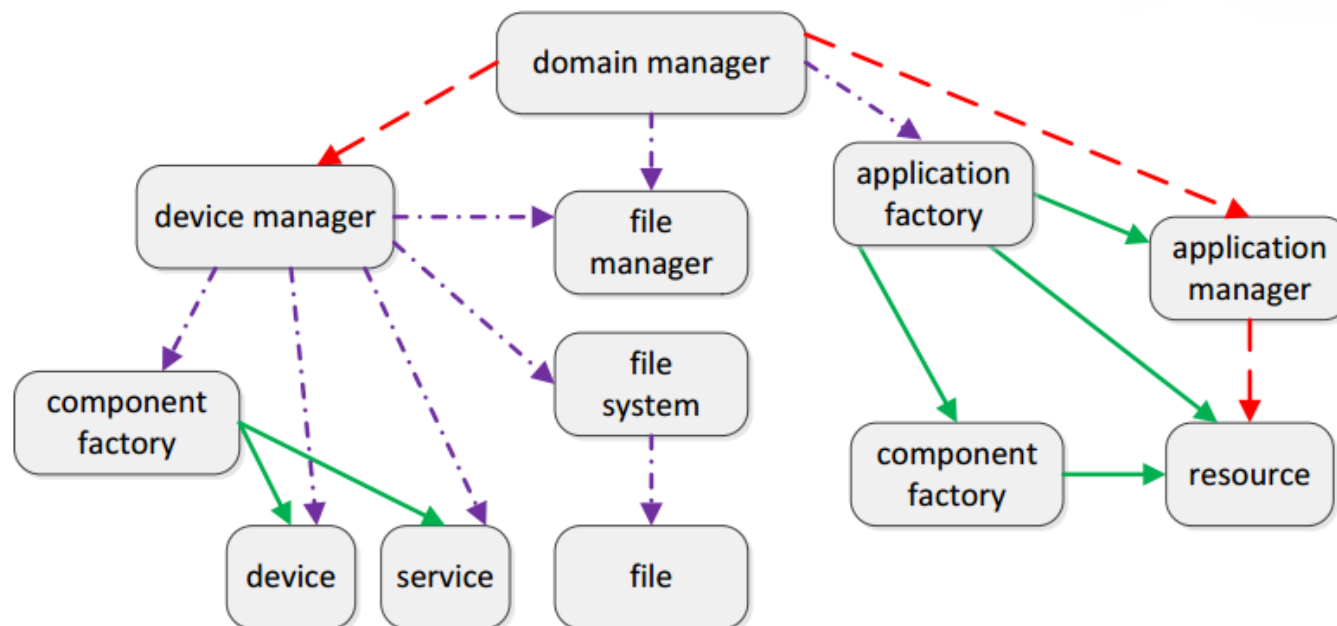 domain manager
application
factory
device manager
file
manager
application
manager
file
system
component
factory
component
factory
resource
device
service
file